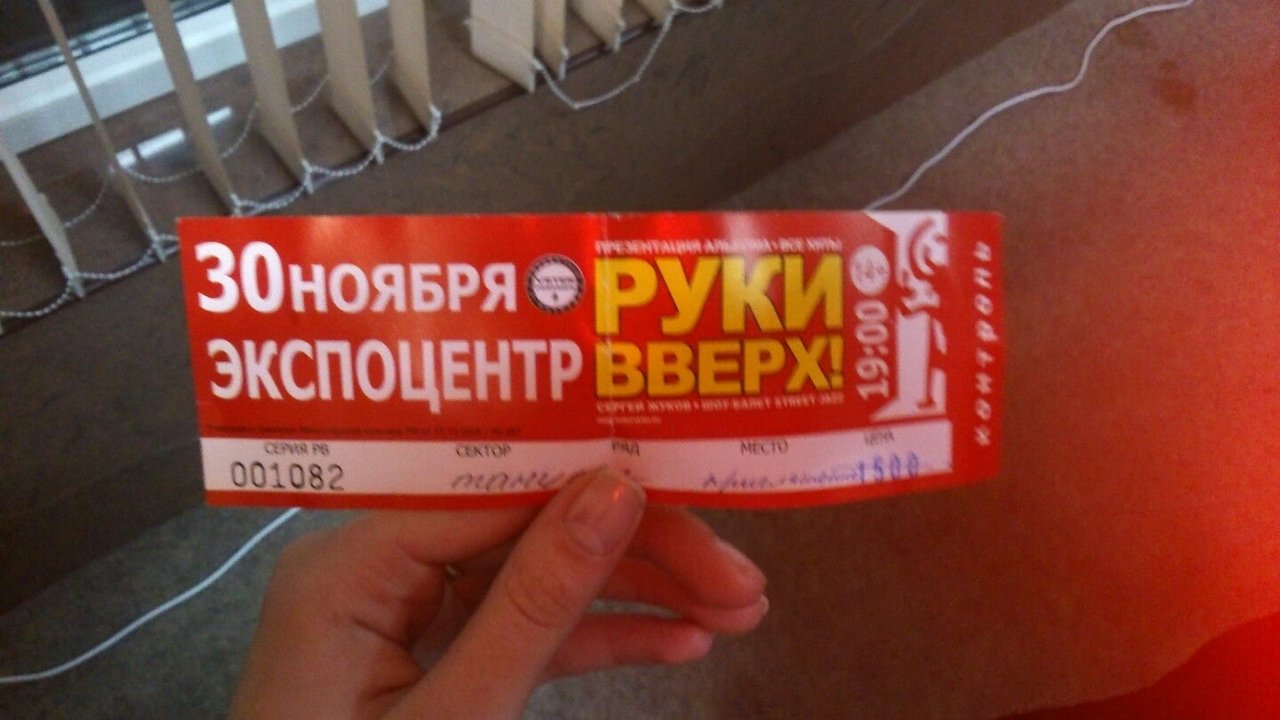 30 НОЯБРЯ
ЭКСПОЦЕНТР
ПРЕЗЕНТАЦИЯ АЛЬБОМА • ВСЕ ХИТЫ
РУКИ
ВВЕРХ!
СЕРГЕЙ ЖУКОВ • ШОУ-БАЛЕТ STREET JAZZ
12+
19:00
контроль
СЕРИЯ РВ
СЕКТОР
РЯД
МЕСТО
ЦЕНА
001082
1500